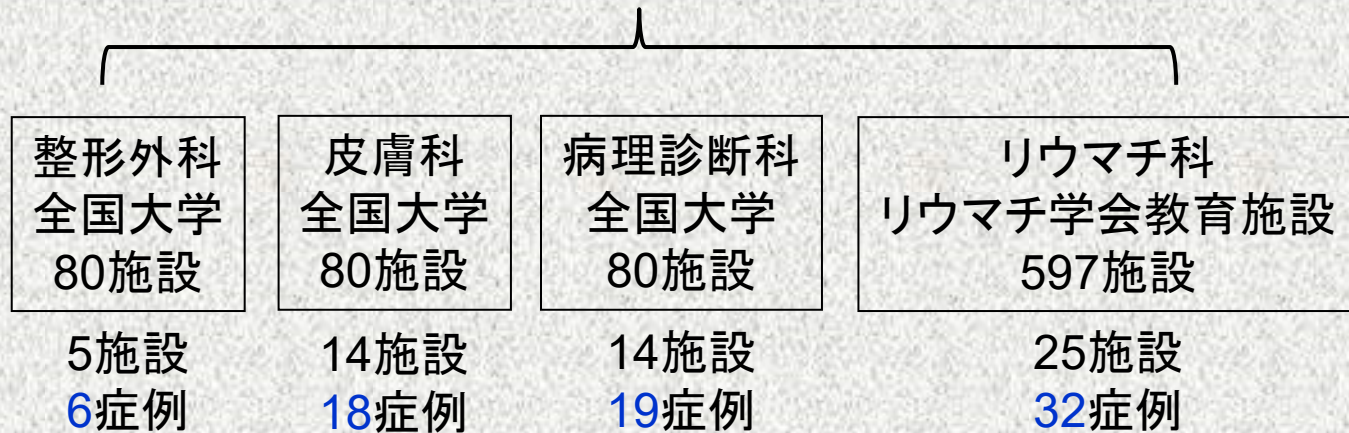 整形外科
全国大学
80施設
5施設
6症例
皮膚科
全国大学
80施設
14施設
18症例
病理診断科
全国大学
80施設
14施設
19症例
リウマチ科
リウマチ学会教育施設
597施設
25施設
32症例